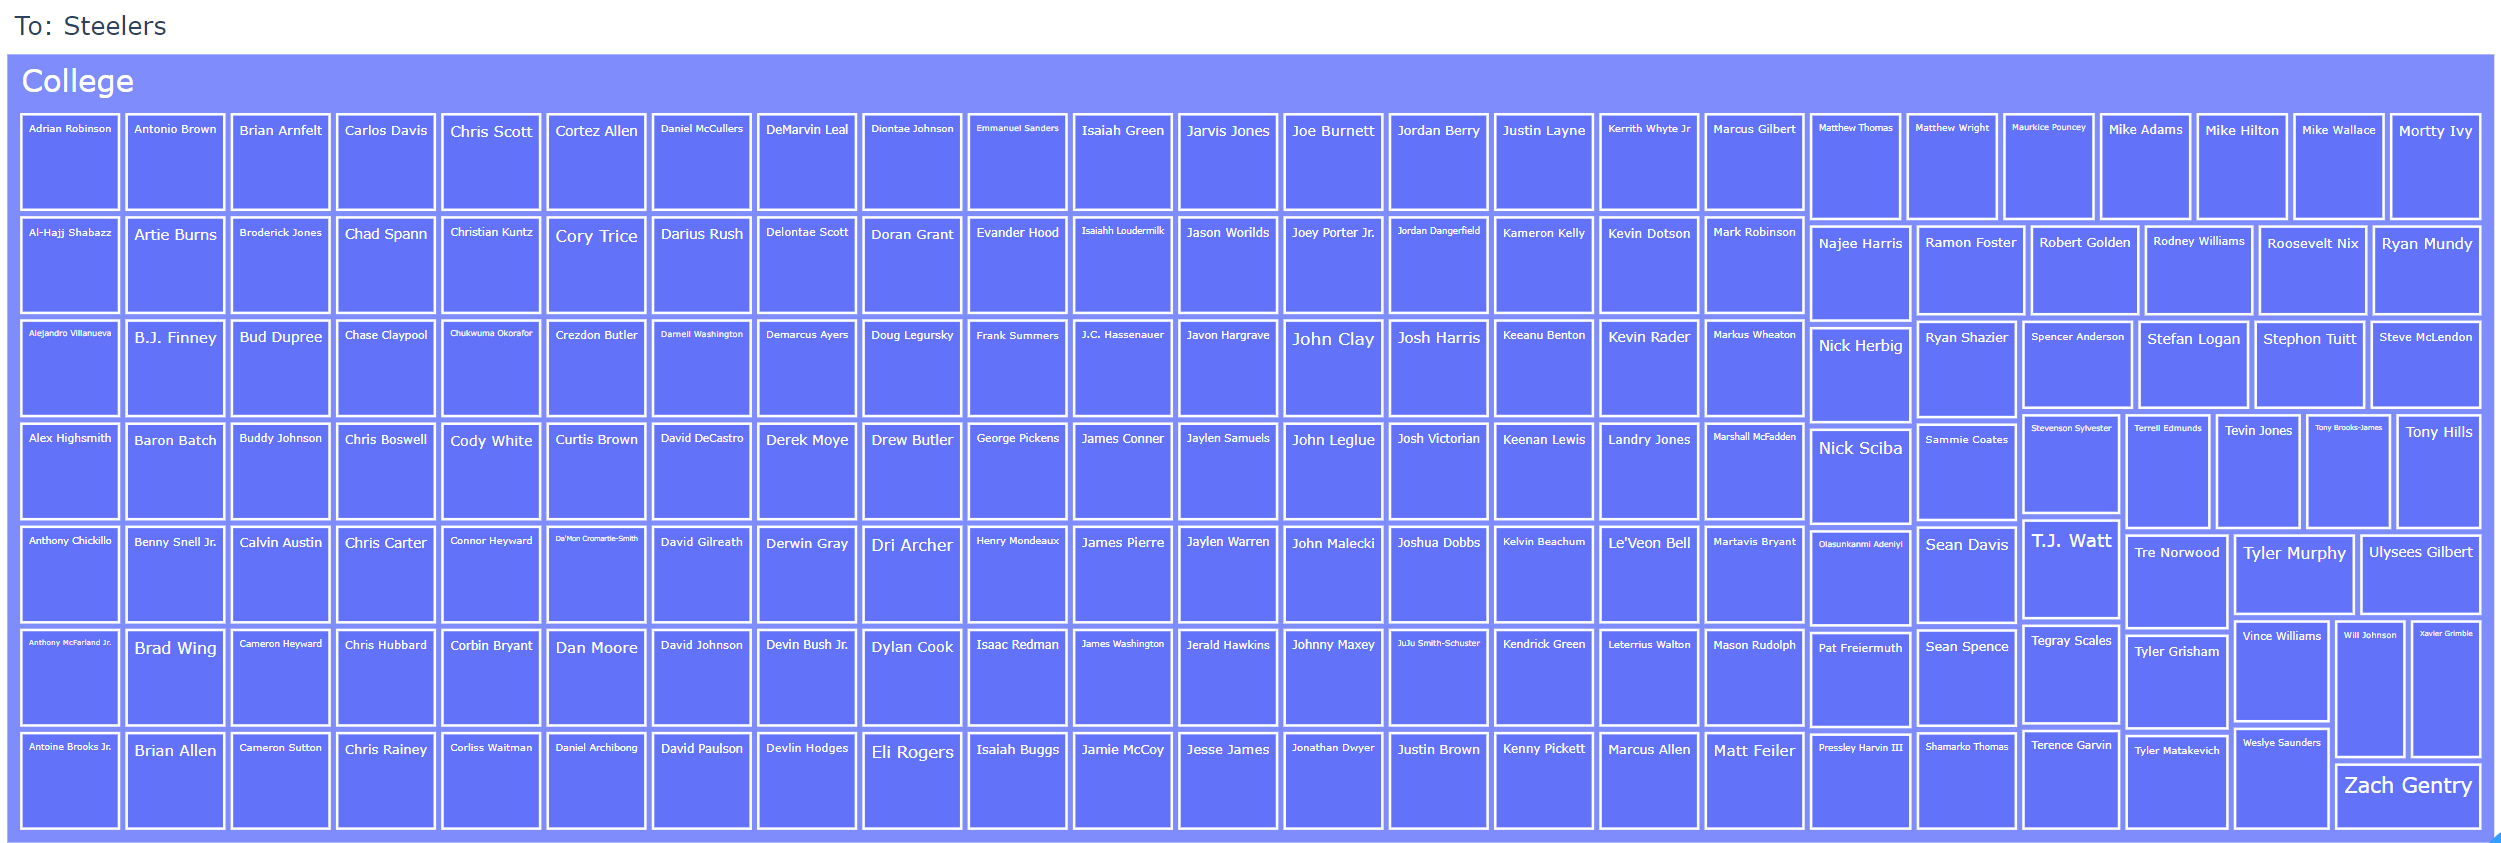 To: Steelers
College
Adrian Robinson
Al-Hajj Shabazz
Alejandro Villanueva
Alex Highsmith
Anthony Chickillo
Anthony McFarland Jr.
Antoine Brooks Jr.
Antonio Brown
Artie Burns
B.J. Finney
Baron Batch
Benny Snell Jr.
Brad Wing
Brian Allen
Brian Arnfelt
Broderick Jones
Bud Dupree
Buddy Johnson
Calvin Austin
Cameron Heyward
Cameron Sutton
Carlos Davis
Chad Spann
Chase Claypool
Chris Boswell
Chris Carter
Chris Hubbard
Chris Rainey
Chris Scott
Christian Kuntz
Chukwuma Okorafor
Cody White
Connor Heyward
Corbin Bryant
Corliss Waitman
Cortez Allen
Cory Trice
Crezdon Butler
Curtis Brown
Da'Mon Cromartie-Smith
Dan Moore
Daniel Archibong
Daniel McCullers
Darius Rush
Darnell Washington
David DeCastro
David Gilreath
David Johnson
David Paulson
DeMarvin Leal
Delontae Scott
Demarcus Ayers
Derek Moye
Derwin Gray
Devin Bush Jr.
Devlin Hodges
Diontae Johnson
Doran Grant
Doug Legursky
Drew Butler
Dri Archer
Dylan Cook
Eli Rogers
Emmanuel Sanders
Evander Hood
Frank Summers
George Pickens
Henry Mondeaux
Isaac Redman
Isaiah Buggs
Isaiah Green
Isaiahh Loudermilk
J.C. Hassenauer
James Conner
James Pierre
James Washington
Jamie McCoy
Jarvis Jones
Jason Worilds
Javon Hargrave
Jaylen Samuels
Jaylen Warren
Jerald Hawkins
Jesse James
Joe Burnett
Joey Porter Jr.
John Clay
John Leglue
John Malecki
Johnny Maxey
Jonathan Dwyer
Jordan Berry
Jordan Dangerfield
Josh Harris
Josh Victorian
Joshua Dobbs
JuJu Smith-Schuster
Justin Brown
Justin Layne
Kameron Kelly
Keeanu Benton
Keenan Lewis
Kelvin Beachum
Kendrick Green
Kenny Pickett
Kerrith Whyte Jr
Kevin Dotson
Kevin Rader
Landry Jones
Le'Veon Bell
Leterrius Walton
Marcus Allen
Marcus Gilbert
Mark Robinson
Markus Wheaton
Marshall McFadden
Martavis Bryant
Mason Rudolph
Matt Feiler
Matthew Thomas
Matthew Wright
Maurkice Pouncey
Mike Adams
Mike Hilton
Mike Wallace
Mortty Ivy
Najee Harris
Nick Herbig
Nick Sciba
Olasunkanmi Adeniyi
Pat Freiermuth
Pressley Harvin III
Ramon Foster
Robert Golden
Rodney Williams
Roosevelt Nix
Ryan Mundy
Ryan Shazier
Sammie Coates
Sean Davis
Sean Spence
Shamarko Thomas
Spencer Anderson
Stefan Logan
Stephon Tuitt
Steve McLendon
Stevenson Sylvester
T.J. Watt
Tegray Scales
Terence Garvin
Terrell Edmunds
Tevin Jones
Tony Brooks-James
Tony Hills
Tre Norwood
Tyler Grisham
Tyler Matakevich
Tyler Murphy
Ulysees Gilbert
Vince Williams
Weslye Saunders
Will Johnson
Xavier Grimble
Zach Gentry